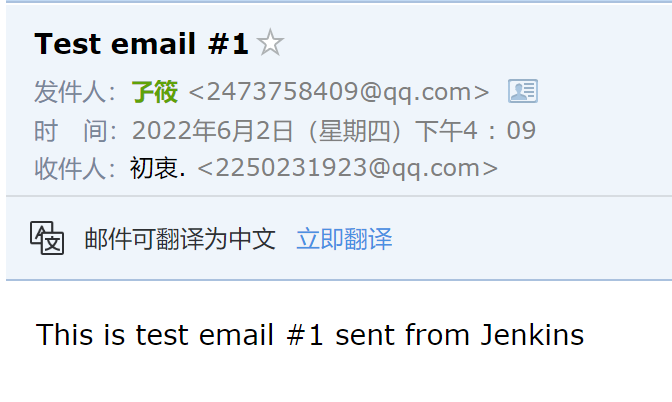 Test email #1
发件人：孒筱 <2473758409@qq.com>
时 间：2022年6月2日（星期四）下午4：09
收件人：初衷. <2250231923@qq.com>
邮件可翻译为中文 立即翻译
This is test email #1 sent from Jenkins